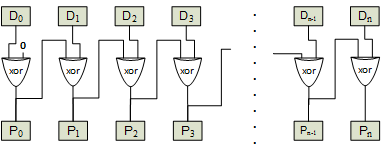 D0 D1 D2 D3 Dn-1 Dn
0
xor xor xor xor xor xor
P0 P1 P2 P3 Pn-1 Pn